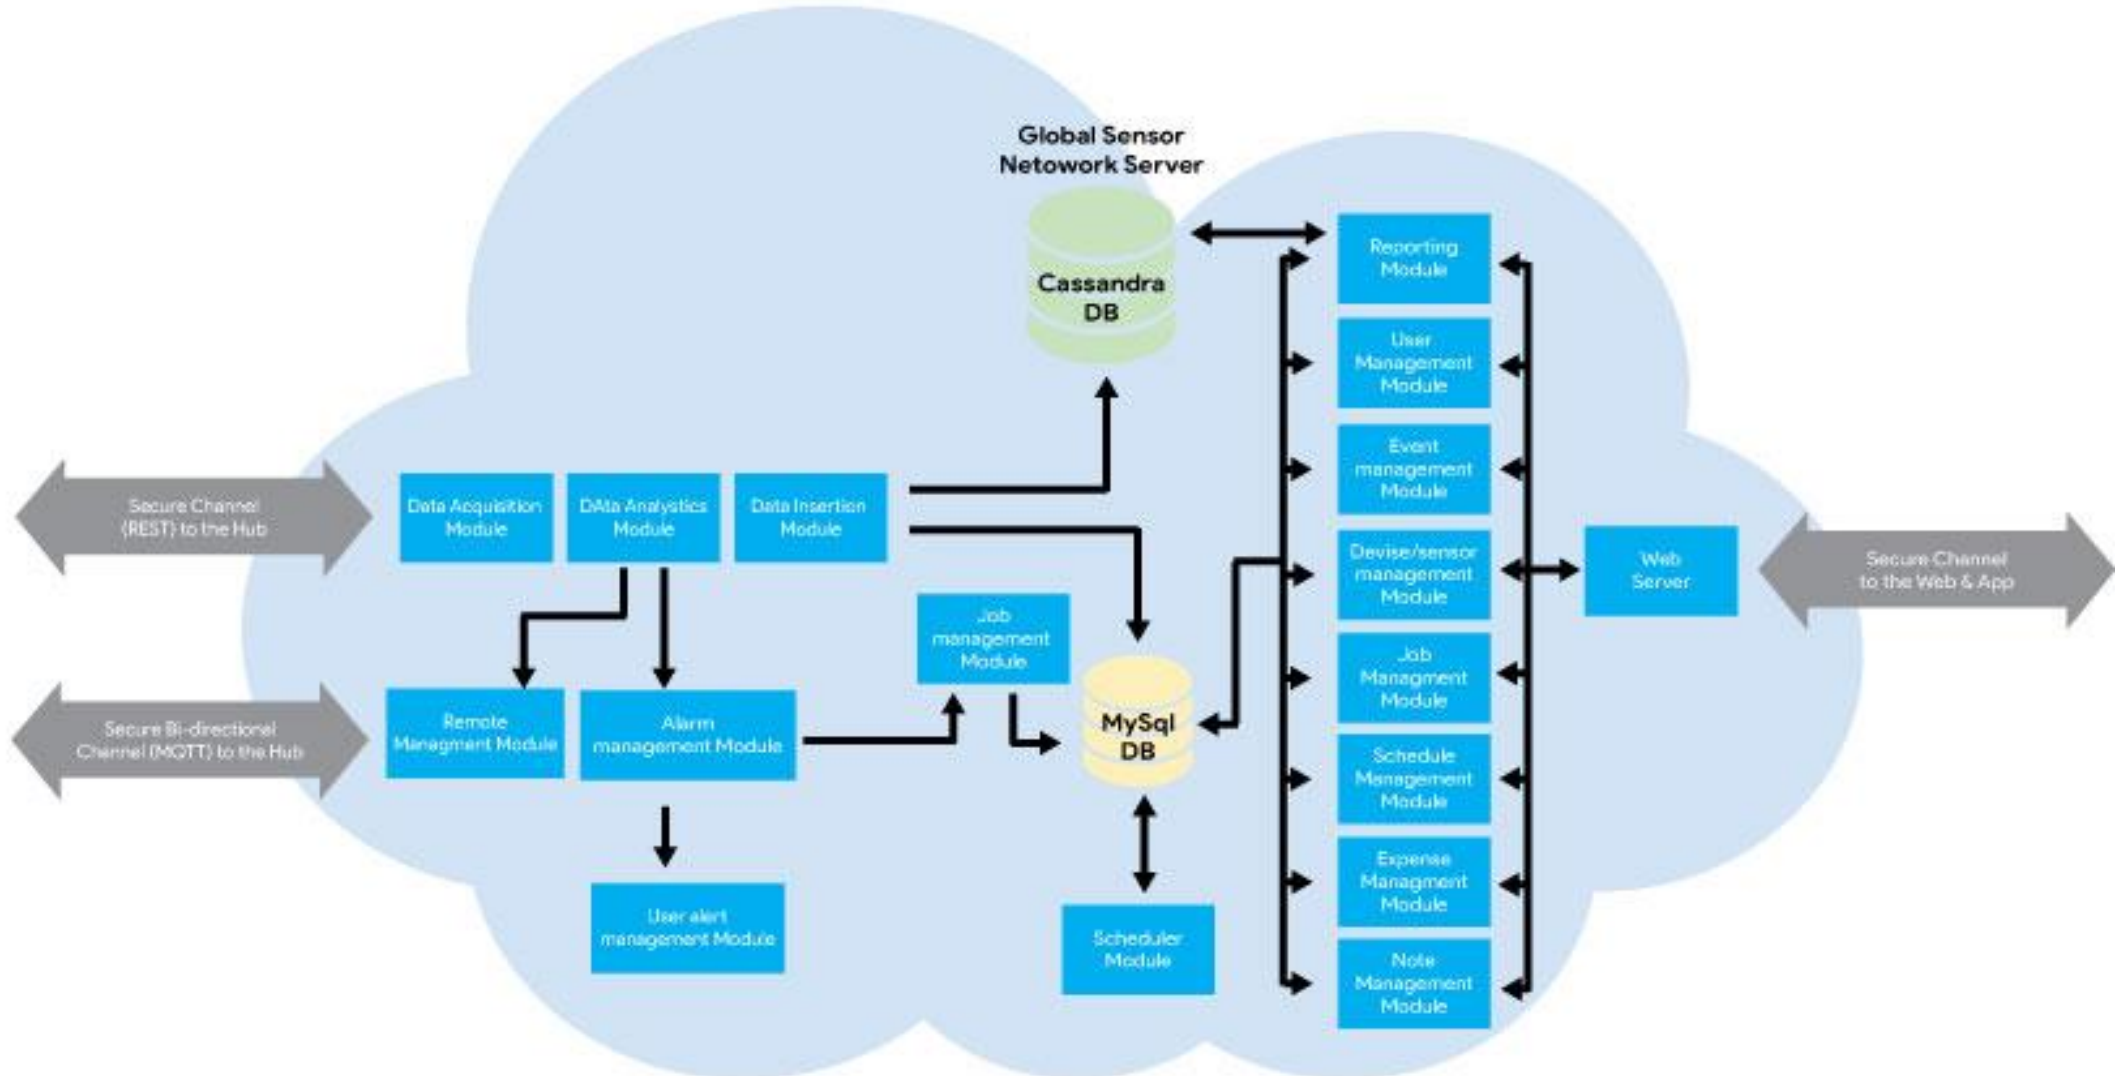 Global Sensor
Netowork Server
Cassandra
DB
Reporting
Module
User
Management
Module
Event
management
Module
Devise/sensor
management
Module
Job
Managment
Module
Schedule
Management
Module
Expense
Managment
Module
Note
Management
Module
Web
Server
Secure Channel
to the Web & App
Secure Channel
(REST) to the Hub
Data Acquisition
Module
DAta Analystics
Module
Data Insertion
Module
Job
management
Module
Secure Bi-directional
Channel (MQTT) to the Hub
Remote
Managment Module
Alarm
management Module
MySql
DB
User alert
management Module
Scheduler
Module